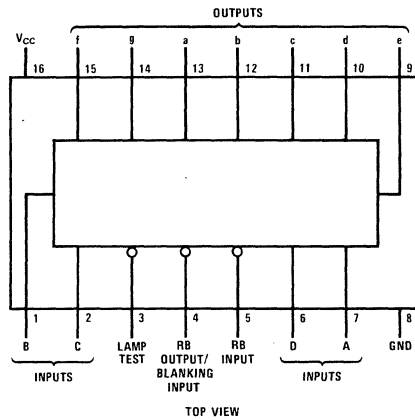 OUTPUTS
VCC f g a b c d e
16 15 14 13 12 11 10 9
1 2 3 4 5 6 7 8
B C LAMP TEST RB OUTPUT/ BLANKING INPUT RB INPUT D A GND
INPUTS INPUTS
TOP VIEW